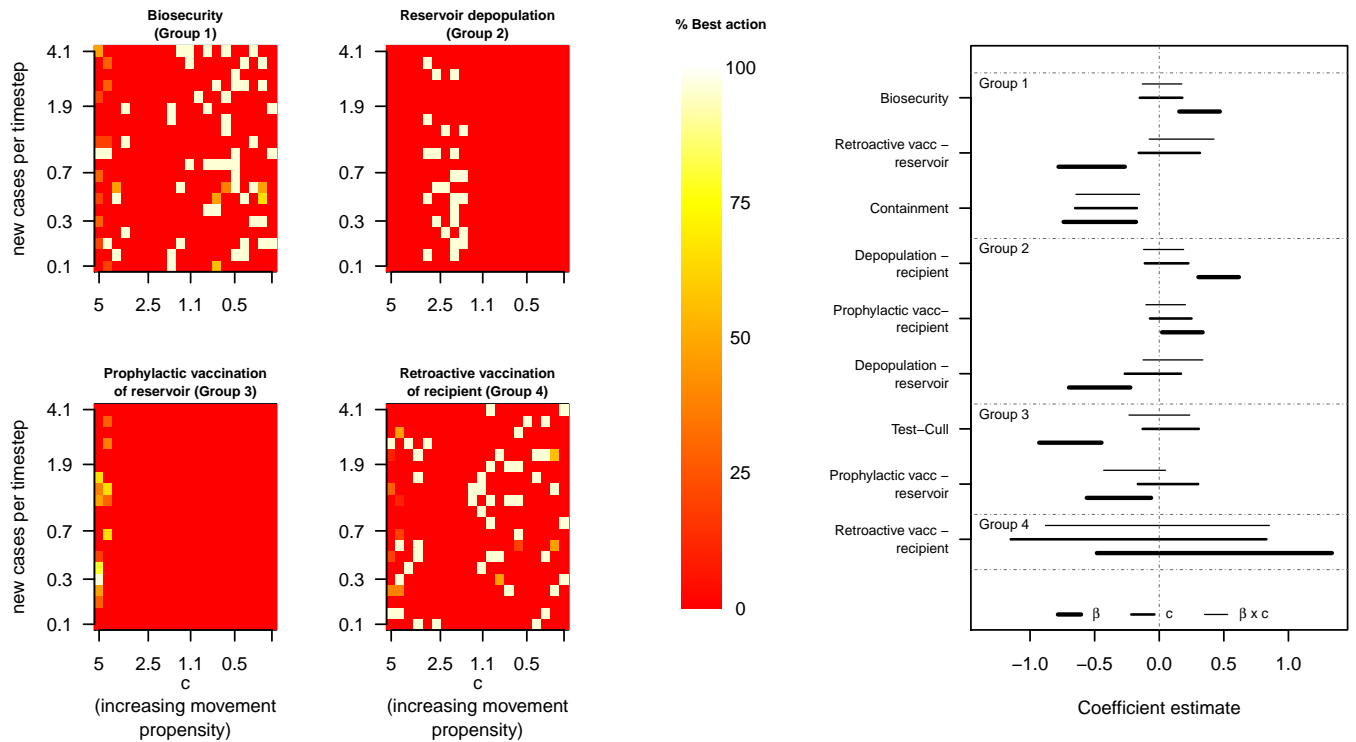 Biosecurity
(Group 1)
new cases per timestep
4.1
1.9
0.7
0.3
0.1
5
2.5
1.1
0.5
Reservoir depopulation
(Group 2)
4.1
1.9
0.7
0.3
0.1
5
2.5
1.1
0.5
Prophylactic vaccination
of reservoir (Group 3)
new cases per timestep
4.1
1.9
0.7
0.3
0.1
5
2.5
1.1
0.5
c
(increasing movement
propensity)
Retroactive vaccination
of recipient (Group 4)
4.1
1.9
0.7
0.3
0.1
5
2.5
1.1
0.5
c
(increasing movement
propensity)
% Best action
100
75
50
25
0
Group 1
Biosecurity
Retroactive vacc −
reservoir
Containment
Group 2
Depopulation −
recipient
Prophylactic vacc−
recipient
Depopulation −
reservoir
Group 3
Test−Cull
Prophylactic vacc −
reservoir
Group 4
Retroactive vacc −
recipient
β
c
β x c
−1.0
−0.5
0.0
0.5
1.0
Coefficient estimate